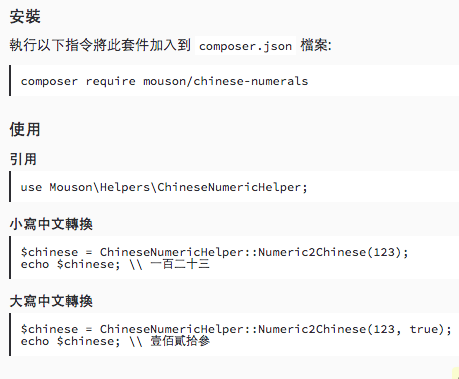 安裝
執行以下指令將此套件加入到 composer.json 檔案:
composer require mouson/chinese-numerals
使用
引用
use Mouson\Helpers\ChineseNumericHelper;
小寫中文轉換
$chinese = ChineseNumericHelper::Numeric2Chinese(123);
echo $chinese; \\ 一百二十三
大寫中文轉換
$chinese = ChineseNumericHelper::Numeric2Chinese(123, true);
echo $chinese; \\ 壹佰貳拾參